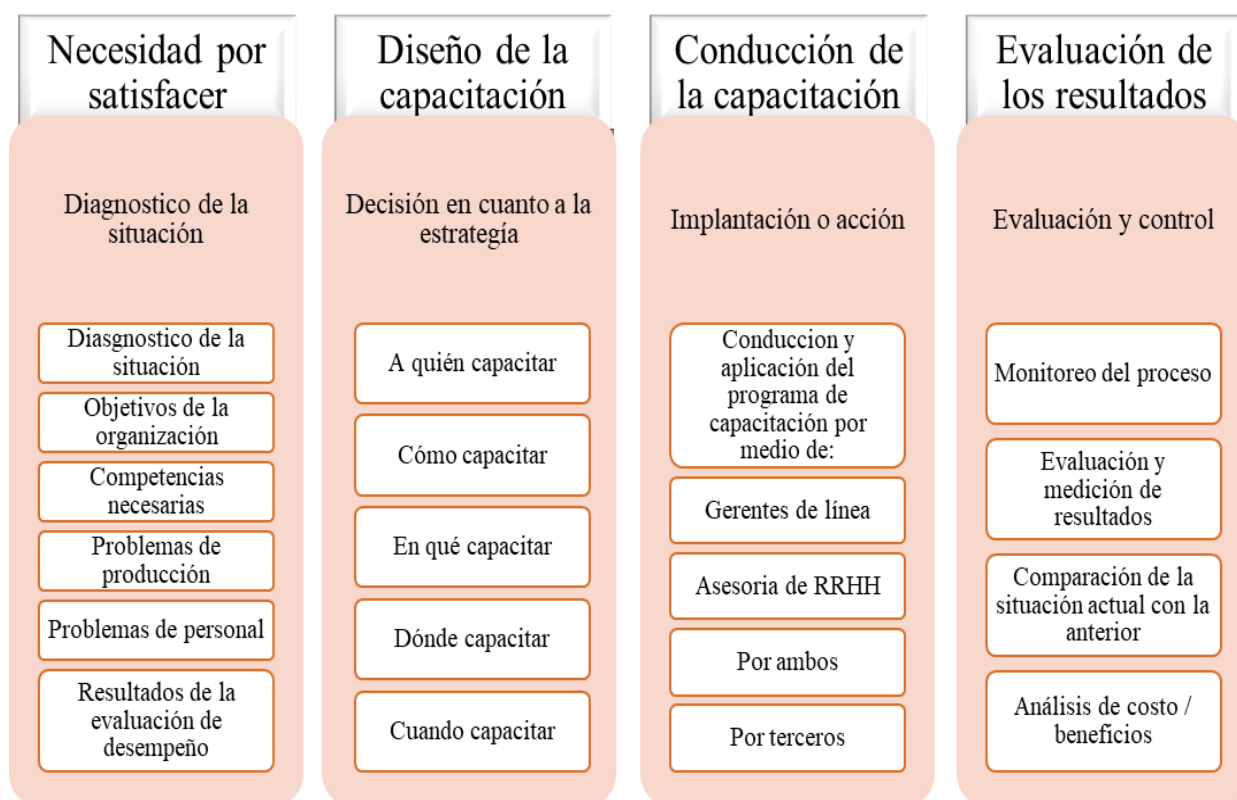 Necesidad por
satisfacer
Diagnostico de la
situación
Diasgnostico de la
situación
Objetivos de la
organización
Competencias
necesarias
Problemas de
producción
Problemas de personal
Resultados de la
evaluación de
desempeño
Diseño de la
capacitación
Decisión en cuanto a la
estrategía
A quién capacitar
Cómo capacitar
En qué capacitar
Dónde capacitar
Cuando capacitar
Conducción de
la capacitación
Implantación o acción
Conduccion y
aplicación del
programa de
capacitación por
medio de:
Gerentes de línea
Asesoria de RRHH
Por ambos
Por terceros
Evaluación de
los resultados
Evaluación y control
Monitoreo del proceso
Evaluación y
medición de
resultados
Comparación de la
situación actual con la
anterior
Análisis de costo /
beneficios